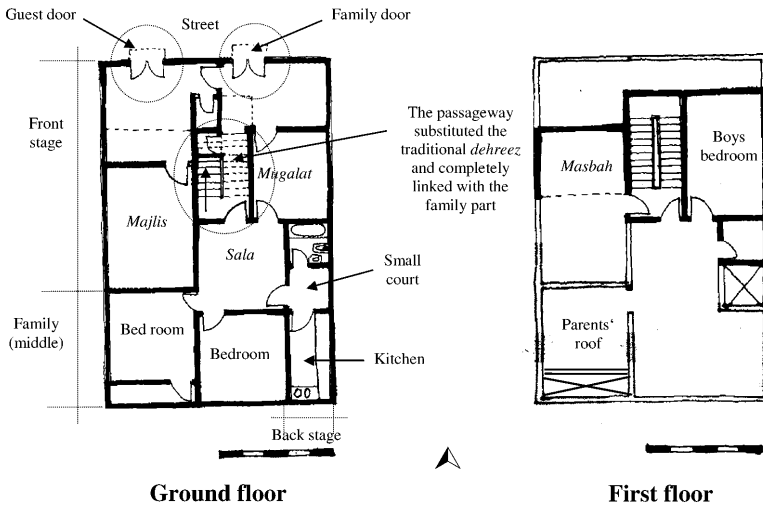 Guest door
Street
Family door
Front
stage
The passageway
substituted the
traditional dehreez
and completely
linked with the
family part
Mugalat
Majlis
Sala
Small
court
Family
(middle)
Bed room
Bedroom
Kitchen
Back stage
Ground floor
Boys
bedroom
Masbah
Parents‘
roof
First floor